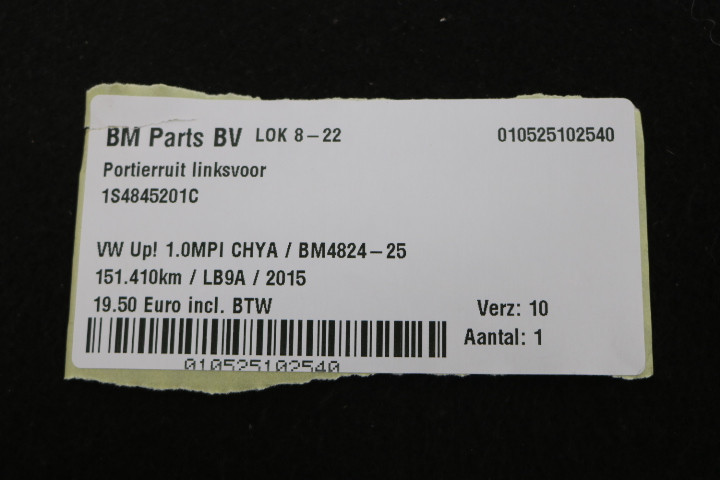 BM Parts BV LOK 8-22 010525102540
Portierruit linksvoor
1S4845201C
VW Up! 1.0MPI CHYA / BM4824-25
151.410km / LB9A / 2015
19.50 Euro incl. BTW Verz: 10
Aantal: 1
010525102540